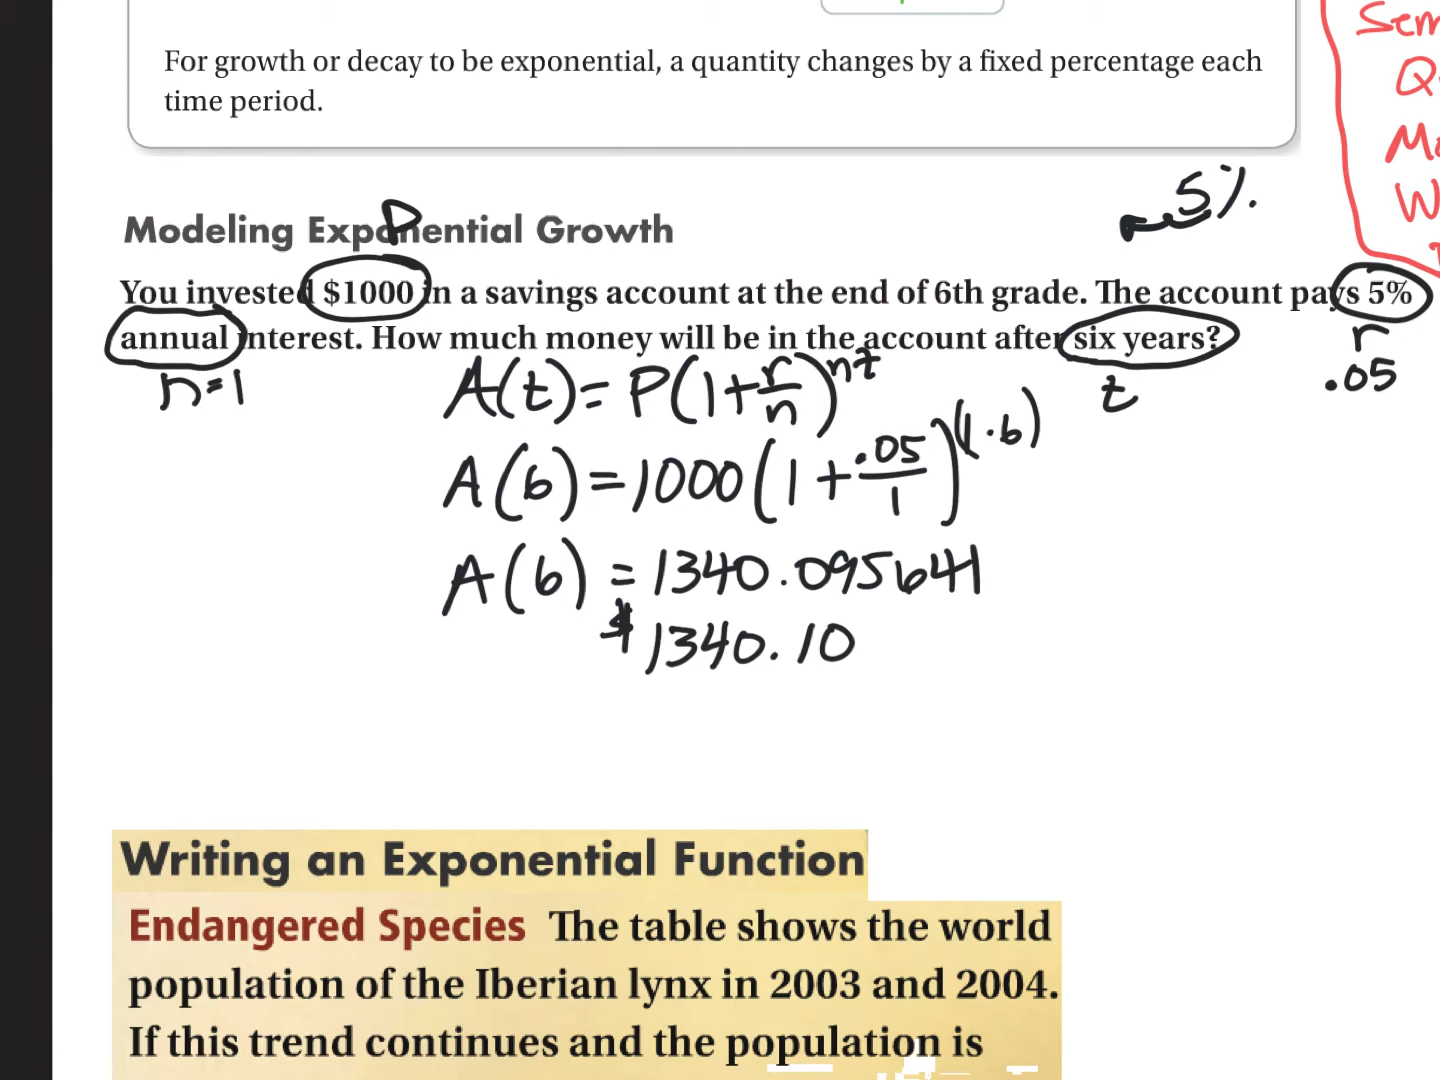 For growth or decay to be exponential, a quantity changes by a fixed percentage each
time period.
5%.
P
Modeling Exponential Growth
You invested $1000 in a savings account at the end of 6th grade. The account pays 5%
annual interest. How much money will be in the account after six years?
n=1
t
r
.05
A(t) = P(1+r/n)^nt
A(6) = 1000(1+.05/1)^(1·6)
A(6) = 1340.095641
$1340.10
Writing an Exponential Function
Endangered Species The table shows the world
population of the Iberian lynx in 2003 and 2004.
If this trend continues and the population is